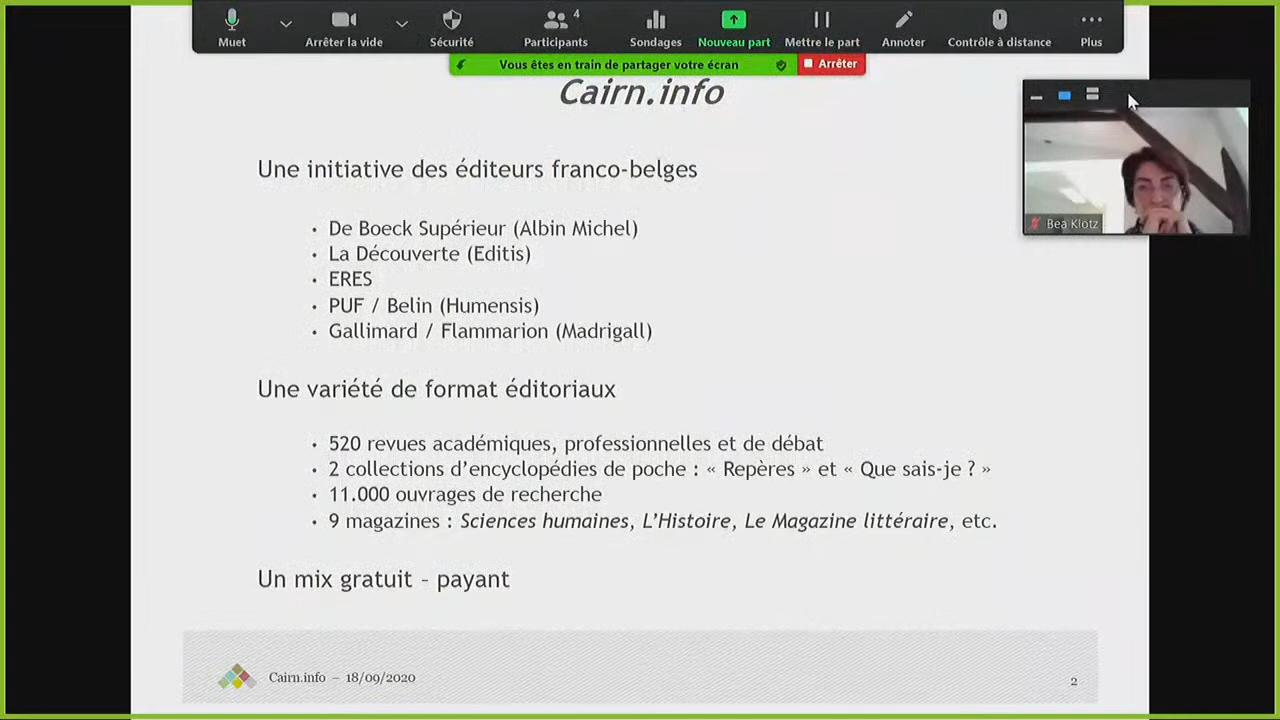 Muet
Arrêter la vide
Sécurité
Participants
4
Sondages
Nouveau part
Mettre le part
Annoter
Contrôle à distance
Plus
Vous êtes en train de partager votre écran
Arrêter
Cairn.info
Bea Klotz
Une initiative des éditeurs franco-belges
• De Boeck Supérieur (Albin Michel)
• La Découverte (Editis)
• ERES
• PUF / Belin (Humensis)
• Gallimard / Flammarion (Madrigall)
Une variété de format éditoriaux
• 520 revues académiques, professionnelles et de débat
• 2 collections d’encyclopédies de poche : « Repères » et « Que sais-je ? »
• 11.000 ouvrages de recherche
• 9 magazines : Sciences humaines, L’Histoire, Le Magazine littéraire, etc.
Un mix gratuit – payant
Cairn.info – 18/09/2020
2